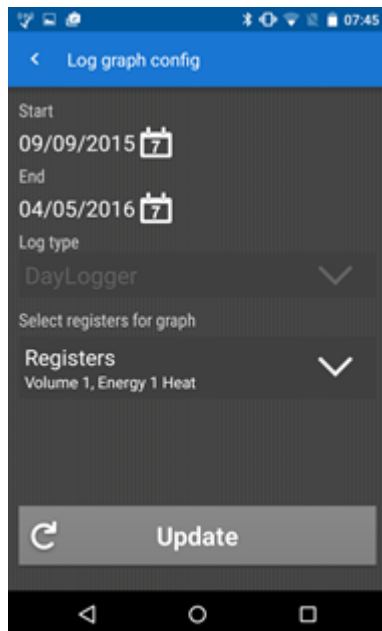 07:45
Log graph config
Start
09/09/2015 7
End
04/05/2016 7
Log type
DayLogger
Select registers for graph
Registers
Volume 1, Energy 1 Heat
Update